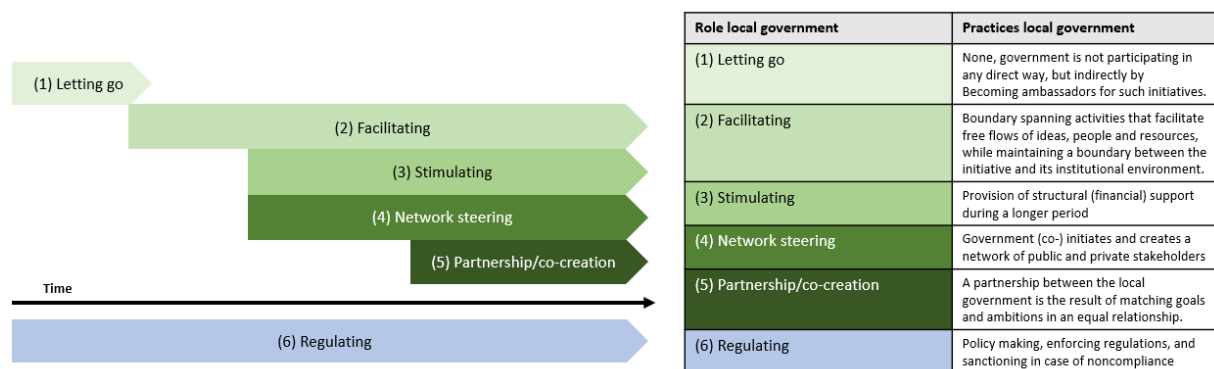 (1) Letting go
(2) Facilitating
(3) Stimulating
(4) Network steering
(5) Partnership/co-creation
Time
(6) Regulating
Role local government
Practices local government
(1) Letting go
None, government is not participating in
any direct way, but indirectly by
Becoming ambassadors for such initiatives.
(2) Facilitating
Boundary spanning activities that facilitate
free flows of ideas, people and resources,
while maintaining a boundary between the
initiative and its institutional environment.
(3) Stimulating
Provision of structural (financial) support
during a longer period
(4) Network steering
Government (co-) initiates and creates a
network of public and private stakeholders
(5) Partnership/co-creation
A partnership between the local
government is the result of matching goals
and ambitions in an equal relationship.
(6) Regulating
Policy making, enforcing regulations, and
sanctioning in case of noncompliance